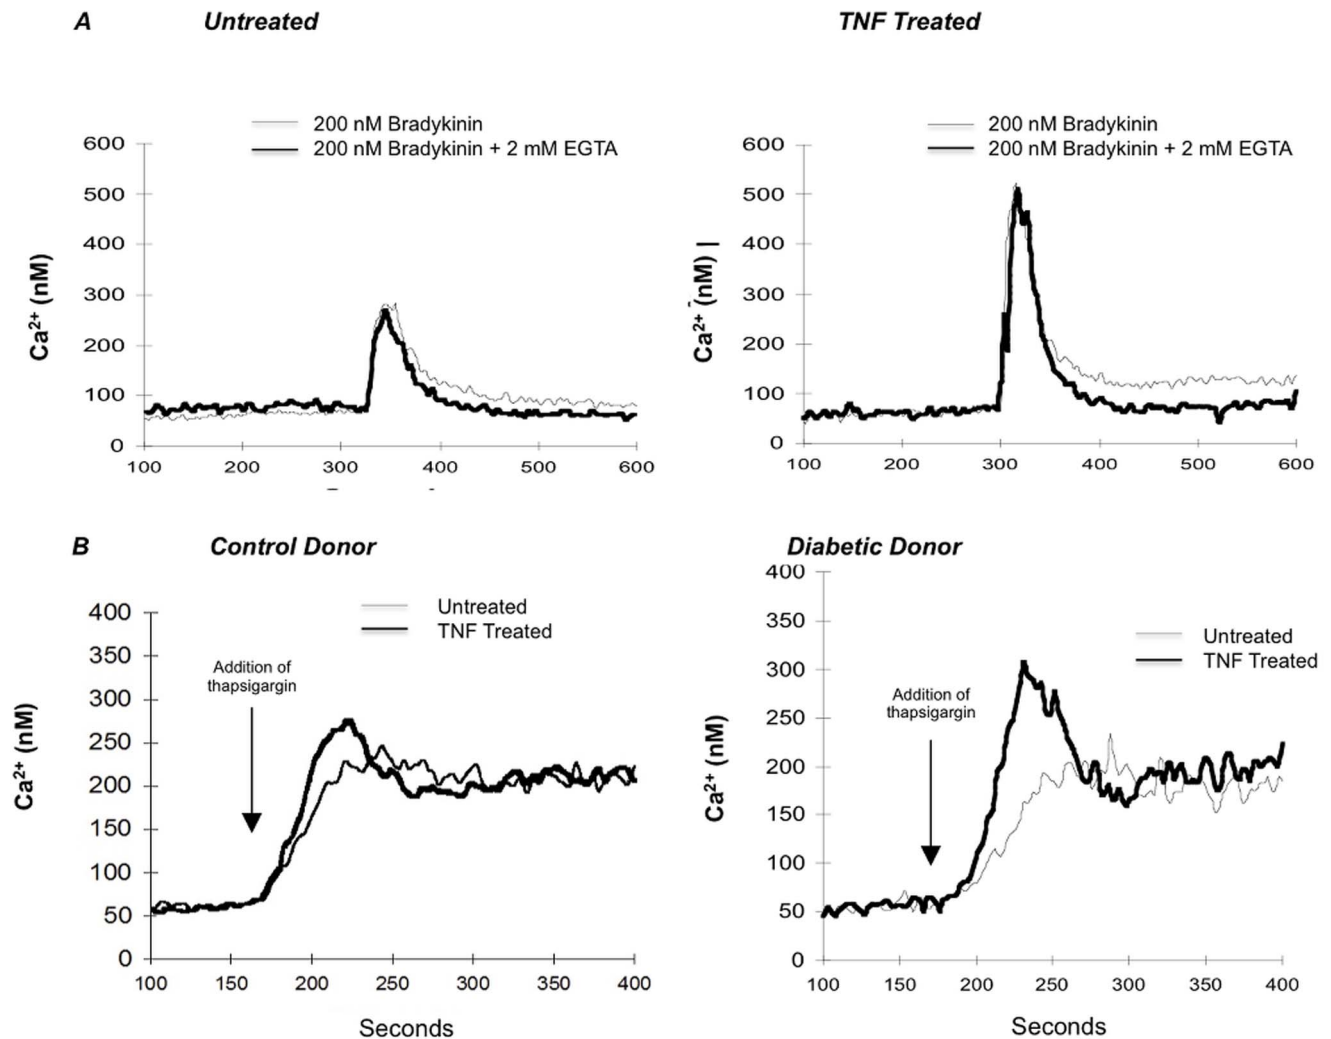 A Untreated TNF Treated
200 nM Bradykinin
200 nM Bradykinin + 2 mM EGTA
600
500
400
300
200
100
0
Ca2+ (nM)
100 200 300 400 500 600
200 nM Bradykinin
200 nM Bradykinin + 2 mM EGTA
600
500
400
300
200
100
0
Ca2+ (nM)
100 200 300 400 500 600
B Control Donor Diabetic Donor
Untreated
TNF Treated
Addition of
thapsigargin
400
350
300
250
200
150
100
50
0
Ca2+ (nM)
100 150 200 250 300 350 400
Seconds
Untreated
TNF Treated
Addition of
thapsigargin
400
350
300
250
200
150
100
50
0
Ca2+ (nM)
100 150 200 250 300 350 400
Seconds